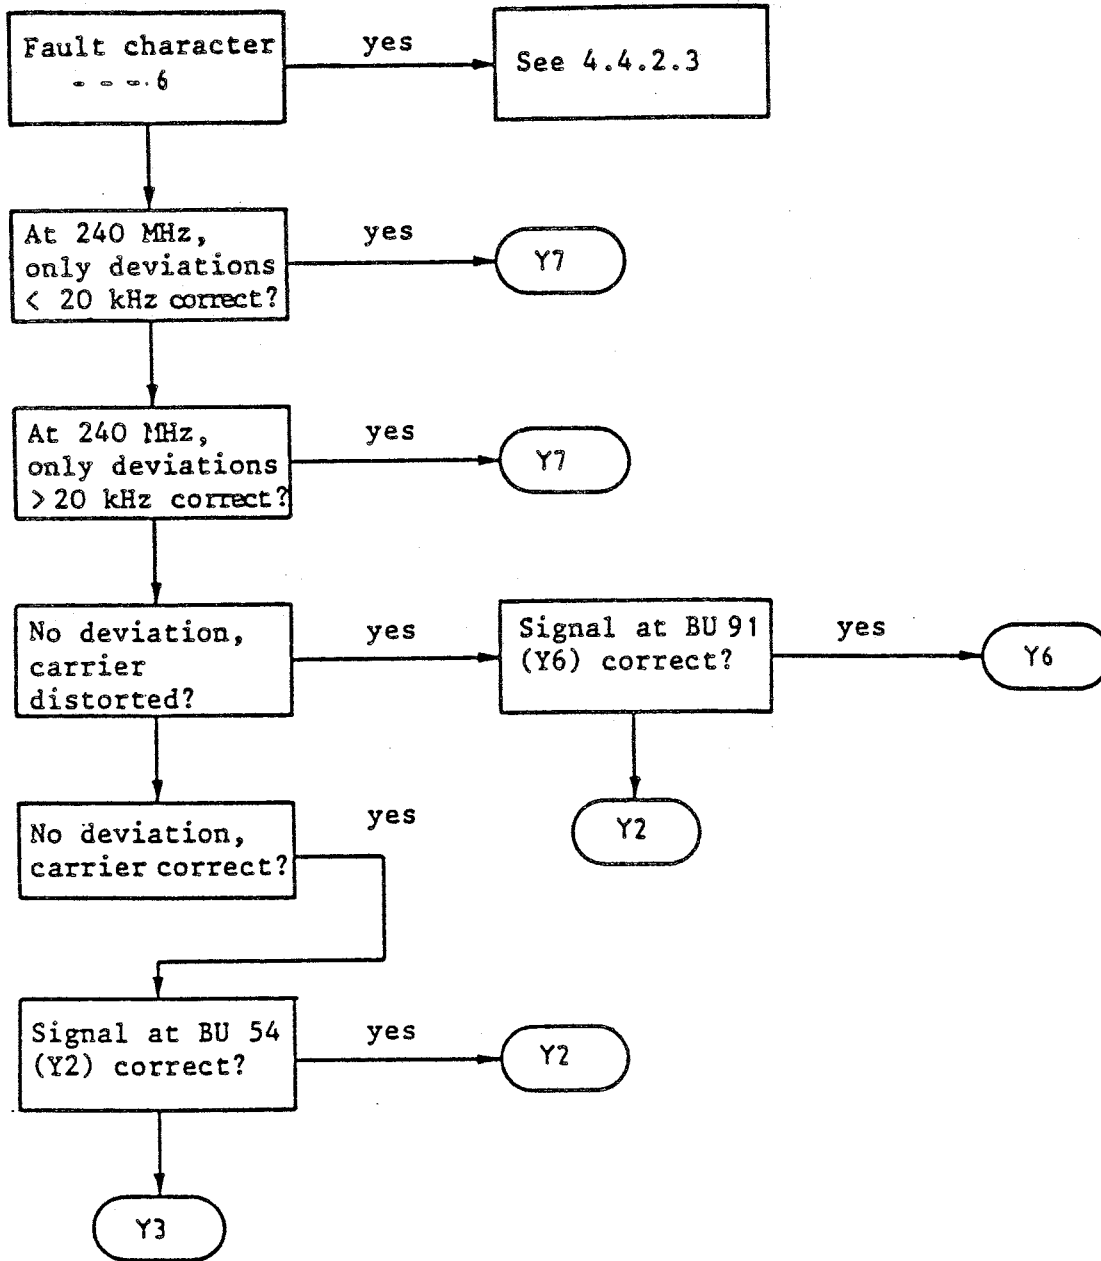 Fault character
- - -.6
yes
See 4.4.2.3
At 240 MHz,
only deviations
< 20 kHz correct?
yes
Y7
At 240 MHz,
only deviations
> 20 kHz correct?
yes
Y7
No deviation,
carrier
distorted?
yes
Signal at BU 91
(Y6) correct?
yes
Y6
Y2
No deviation,
carrier correct?
yes
Signal at BU 54
(Y2) correct?
yes
Y2
Y3